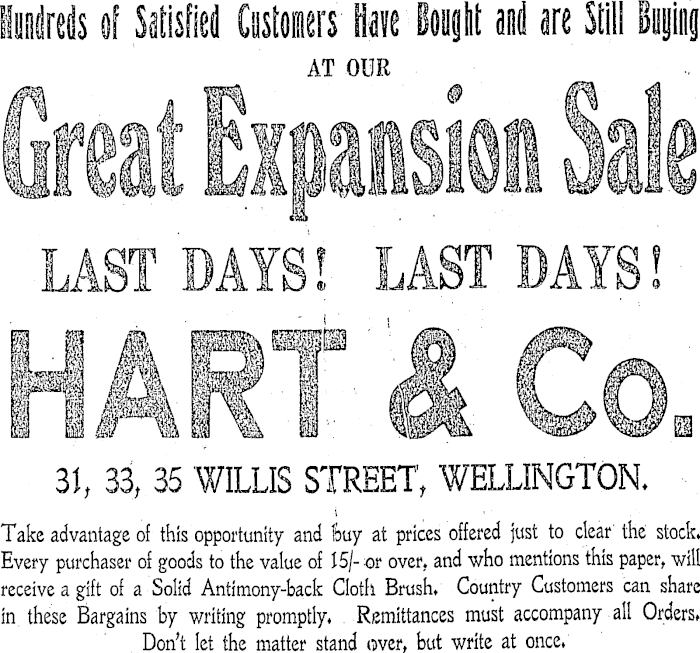 Hundreds of Satisfied Customers Have Bought and are Still Buying
AT OUR
Great Expansion Sale
LAST DAYS! LAST DAYS!
HART & Co.
31, 33, 35 WILLIS STREET, WELLINGTON.
Take advantage of this opportunity and buy at prices offered just to clear the stock.
Every purchaser of goods to the value of 15/- or over, and who mentions this paper, will
receive a gift of a Solid Antimony-back Cloth Brush. Country Customers can share
in these Bargains by writing promptly. Remittances must accompany all Orders.
Don't let the matter stand over, but write at once.